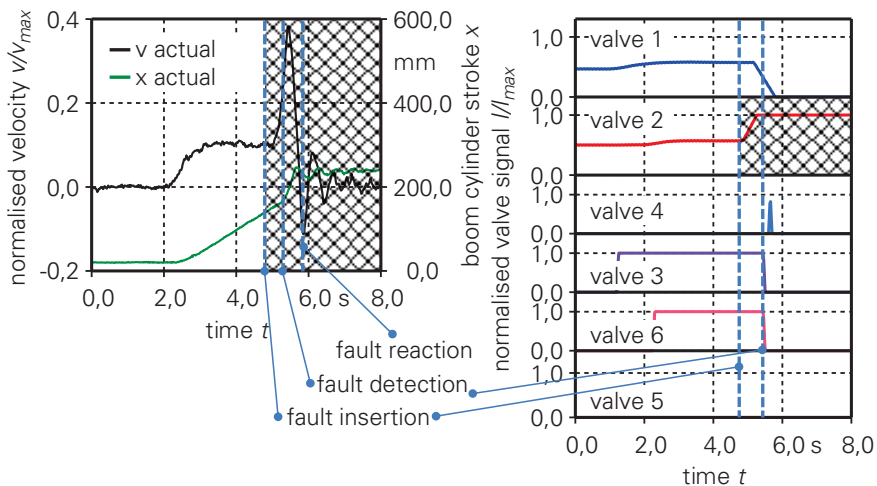 normalised velocity v/vmax
0,4
0,2
0,0
-0,2
v actual
x actual
600,0
mm
400,0
200,0
0,0
boom cylinder stroke x
0,0
2,0
4,0
6,0
s
8,0
time t
fault reaction
fault detection
fault insertion
normalised valve signal I/Imax
1,0
valve 1
0,0
1,0
valve 2
0,0
1,0
valve 4
0,0
1,0
valve 3
0,0
1,0
valve 6
0,0
1,0
valve 5
0,0
0,0
2,0
4,0
6,0 s
8,0
time t